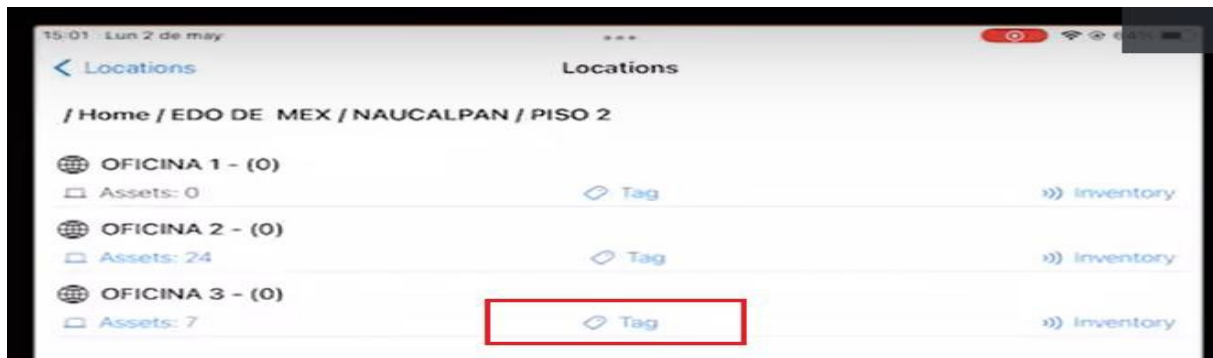 15:01 Lun 2 de may
< Locations
Locations
/ Home / EDO DE MEX / NAUCALPAN / PISO 2
OFICINA 1 - (0)
Assets: 0 Tag Inventory
OFICINA 2 - (0)
Assets: 24 Tag Inventory
OFICINA 3 - (0)
Assets: 7 Tag Inventory